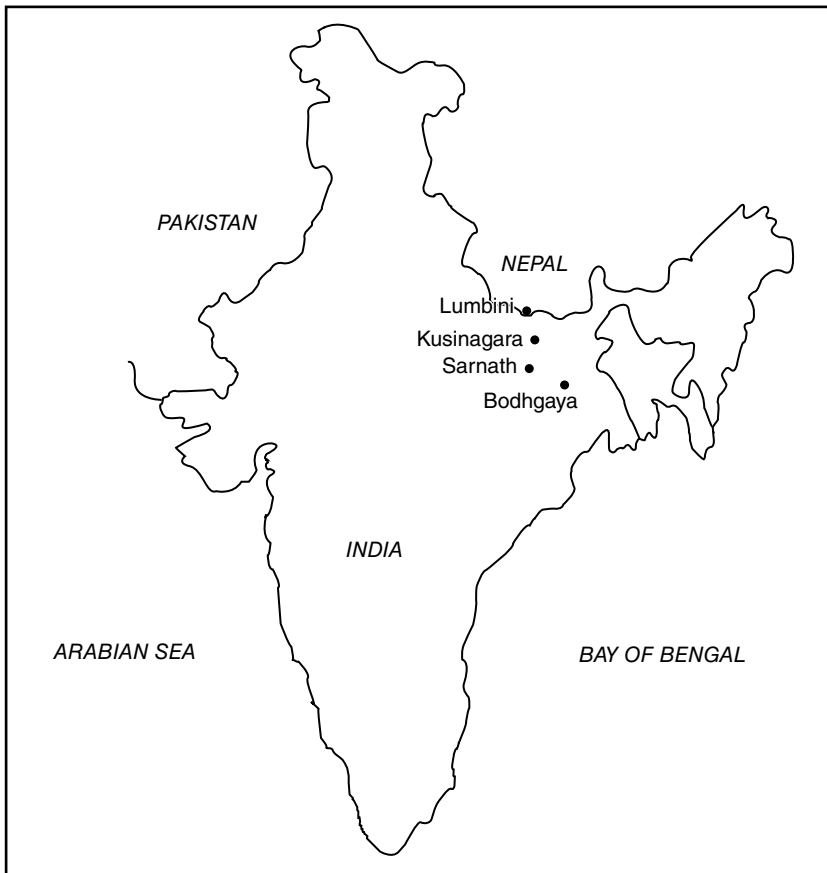 PAKISTAN
NEPAL
Lumbini
Kusinagara
Sarnath
Bodhgaya
INDIA
ARABIAN SEA
BAY OF BENGAL